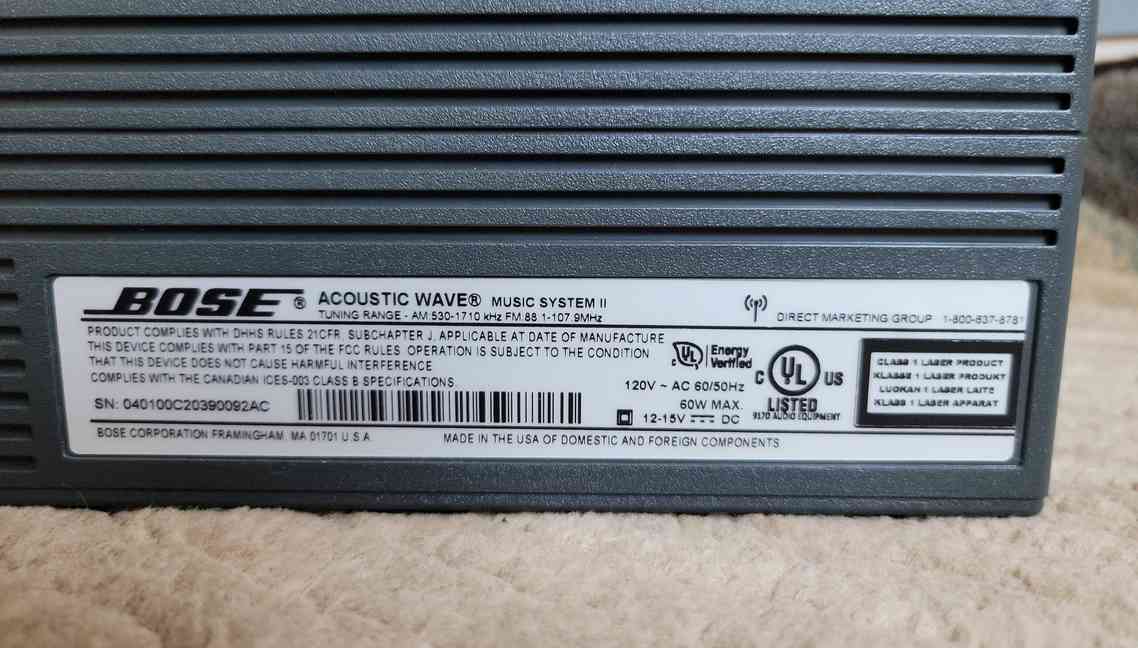 BOSE® ACOUSTIC WAVE® MUSIC SYSTEM II
TUNING RANGE - AM:530-1710 kHz FM:88.1-107.9MHz
DIRECT MARKETING GROUP 1-800-637-8781
PRODUCT COMPLIES WITH DHHS RULES 21CFR, SUBCHAPTER J, APPLICABLE AT DATE OF MANUFACTURE
THIS DEVICE COMPLIES WITH PART 15 OF THE FCC RULES. OPERATION IS SUBJECT TO THE CONDITION
THAT THIS DEVICE DOES NOT CAUSE HARMFUL INTERFERENCE
COMPLIES WITH THE CANADIAN ICES-003 CLASS B SPECIFICATIONS.
SN: 040100C20390092AC
C UL Energy
Verified
120V ~ AC 60/50Hz
60W MAX.
12-15V DC
C UL US
LISTED
9170 AUDIO EQUIPMENT
CLASS 1 LASER PRODUCT
KLASSE 1 LASER PRODUKT
LUOKAN 1 LASER LAITE
KLASS 1 LASER APPARAT
BOSE CORPORATION FRAMINGHAM, MA 01701 U.S.A.
MADE IN THE USA OF DOMESTIC AND FOREIGN COMPONENTS